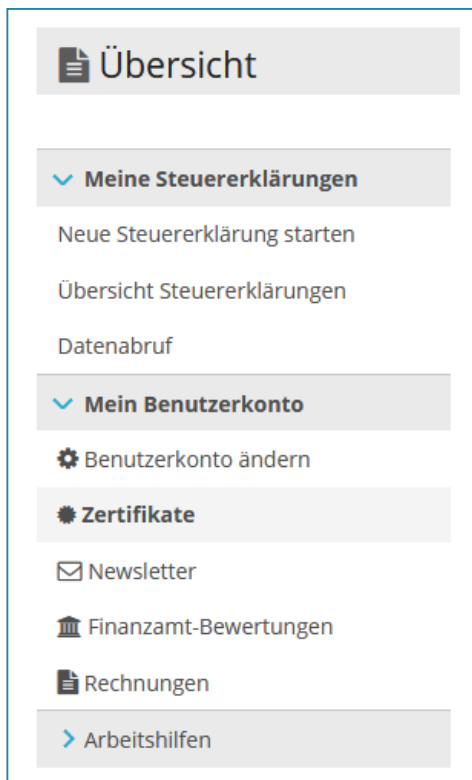 Übersicht
Meine Steuererklärungen
Neue Steuererklärung starten
Übersicht Steuererklärungen
Datenabruf
Mein Benutzerkonto
Benutzerkonto ändern
Zertifikate
Newsletter
Finanzamt-Bewertungen
Rechnungen
Arbeitshilfen